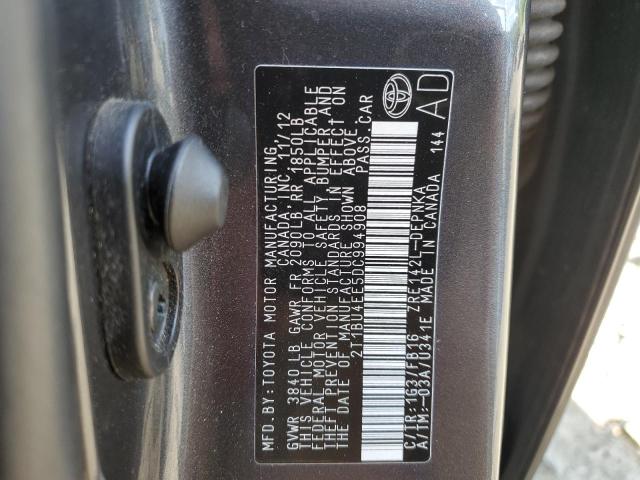 MFD. BY: TOYOTA MOTOR MANUFACTURING,
CANADA, INC. 11/12
GVWR 3840 LB GAWR FR 2090 LB RR 1850LB
THIS VEHICLE CONFORMS TO ALL APPLICABLE
FEDERAL MOTOR VEHICLE SAFETY, BUMPER, AND
THEFT PREVENTION STANDARDS IN EFFECT ON
THE DATE OF MANUFACTURE SHOWN ABOVE.
2T1BU4EE5DC994908 PASS. CAR
C/TR: 1G3/FB16 ZRE142L-DEPNKA
A/TM: -03A/U341E MADE IN CANADA 144
AD